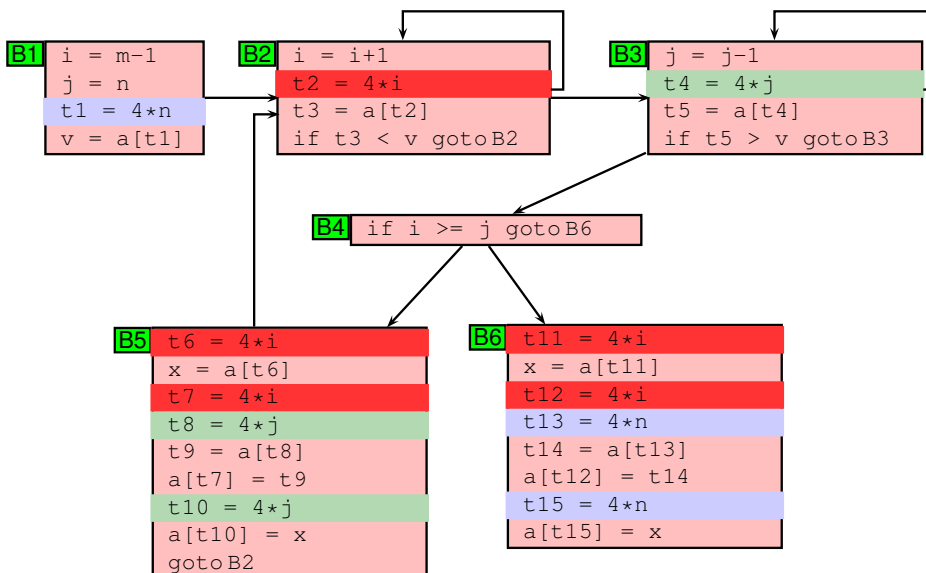 B1
i = m-1
j = n
t1 = 4*n
v = a[t1]
B2
i = i+1
t2 = 4*i
t3 = a[t2]
if t3 < v goto B2
B3
j = j-1
t4 = 4*j
t5 = a[t4]
if t5 > v goto B3
B4
if i >= j goto B6
B5
t6 = 4*i
x = a[t6]
t7 = 4*i
t8 = 4*j
t9 = a[t8]
a[t7] = t9
t10 = 4*j
a[t10] = x
goto B2
B6
t11 = 4*i
x = a[t11]
t12 = 4*i
t13 = 4*n
t14 = a[t13]
a[t12] = t14
t15 = 4*n
a[t15] = x